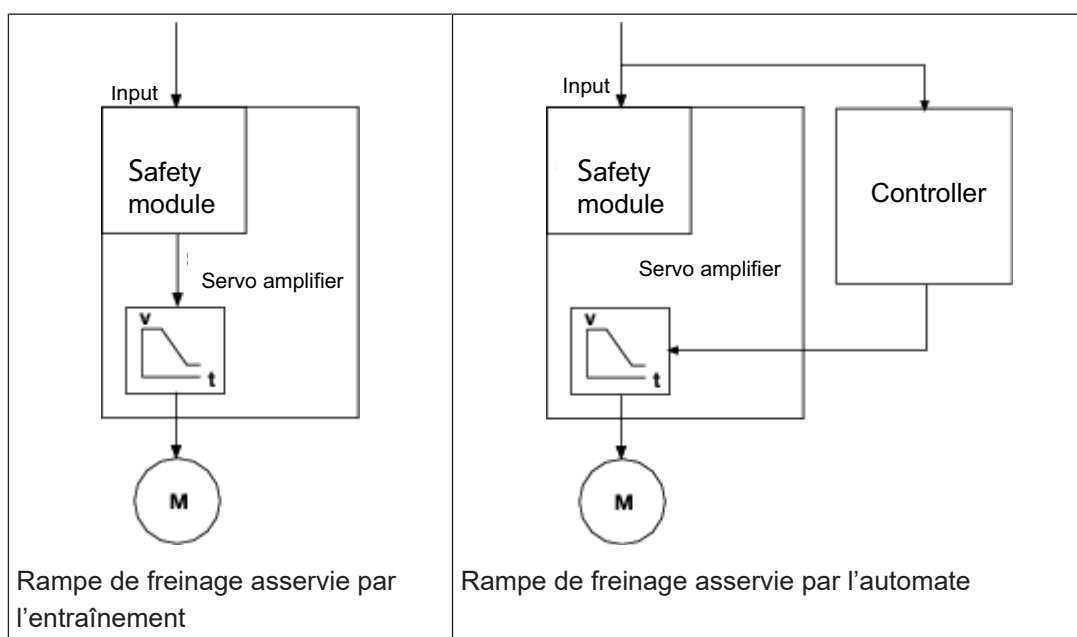 Input
Safety
module
Servo amplifier
v
t
M
Rampe de freinage asservie par
l’entraînement
Input
Safety
module
Controller
Servo amplifier
v
t
M
Rampe de freinage asservie par l’automate